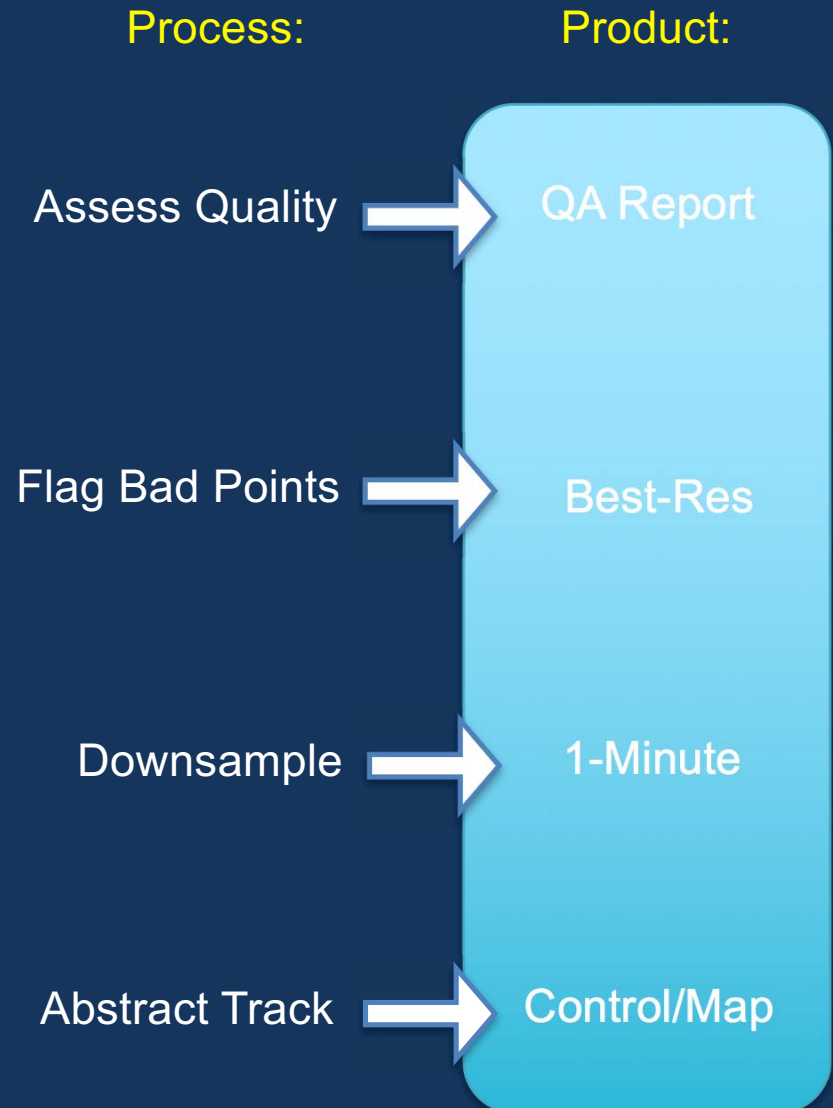 Process: Product:
Assess Quality QA Report
Flag Bad Points Best-Res
Downsample 1-Minute
Abstract Track Control/Map